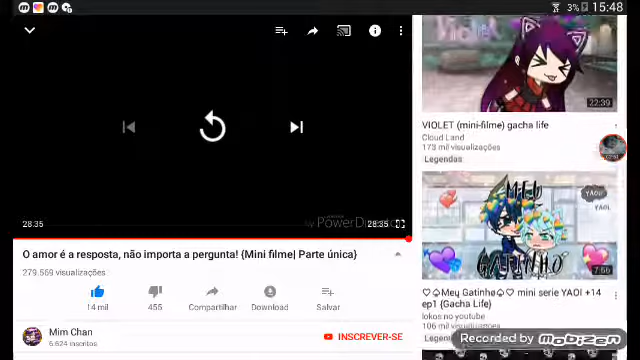 3% 15:48
28:35
28:35
PowerDirector
O amor é a resposta, não importa a pergunta! {Mini filme| Parte única}
279.569 visualizações
14 mil
455
Compartilhar
Download
Salvar
Mim Chan
6.624 inscritos
INSCREVER-SE
Violet
22:39
VIOLET (mini-filme) gacha life
Cloud Land
173 mil visualizações
Legendas
MEU
GATINHO
YAOI
YAOI
7:56
♡♤Mey Gatinho♤♡ mini serie YAOI +14
ep1 {Gacha Life}
lokos no youtube
106 mil visualizações
Recorded by Mobizen